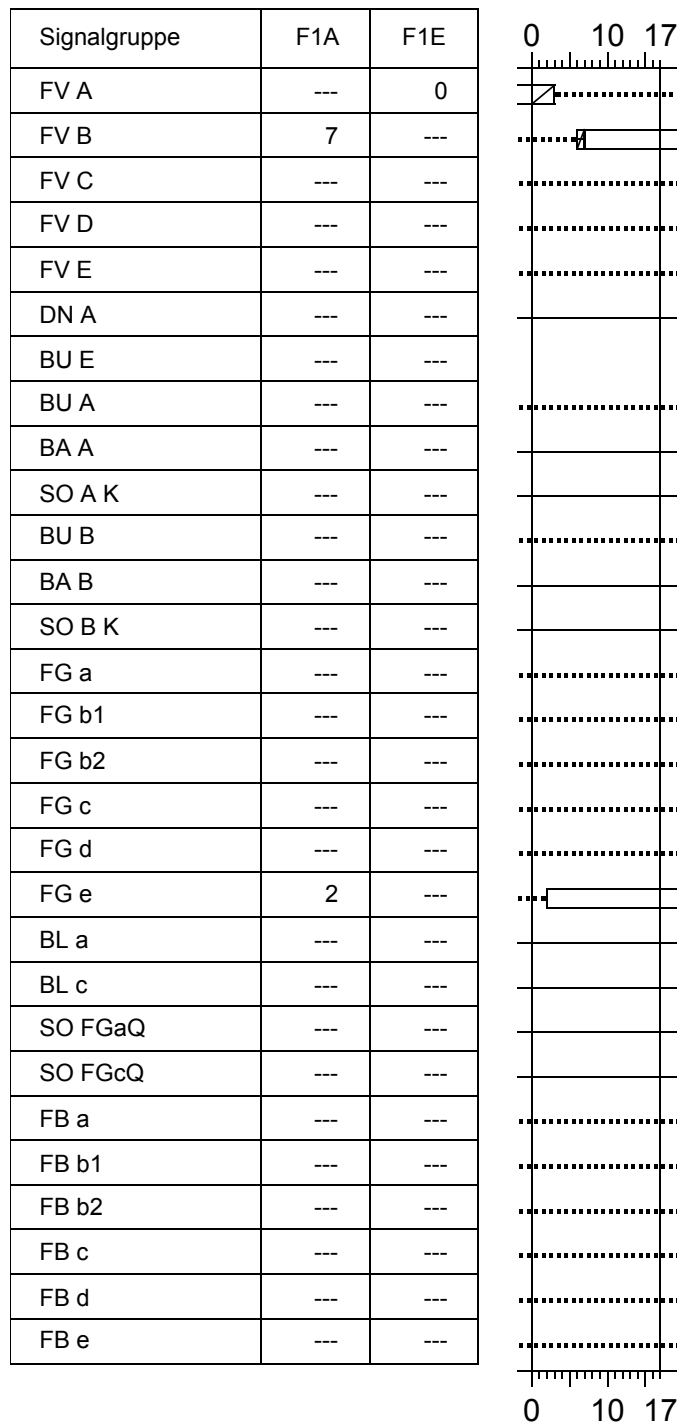 Signalgruppe F1A F1E 0 10 17
FV A --- 0
FV B 7 ---
FV C --- ---
FV D --- ---
FV E --- ---
DN A --- ---
BU E --- ---
BU A --- ---
BA A --- ---
SO A K --- ---
BU B --- ---
BA B --- ---
SO B K --- ---
FG a --- ---
FG b1 --- ---
FG b2 --- ---
FG c --- ---
FG d --- ---
FG e 2 ---
BL a --- ---
BL c --- ---
SO FGaQ --- ---
SO FGcQ --- ---
FB a --- ---
FB b1 --- ---
FB b2 --- ---
FB c --- ---
FB d --- ---
FB e --- ---
0 10 17